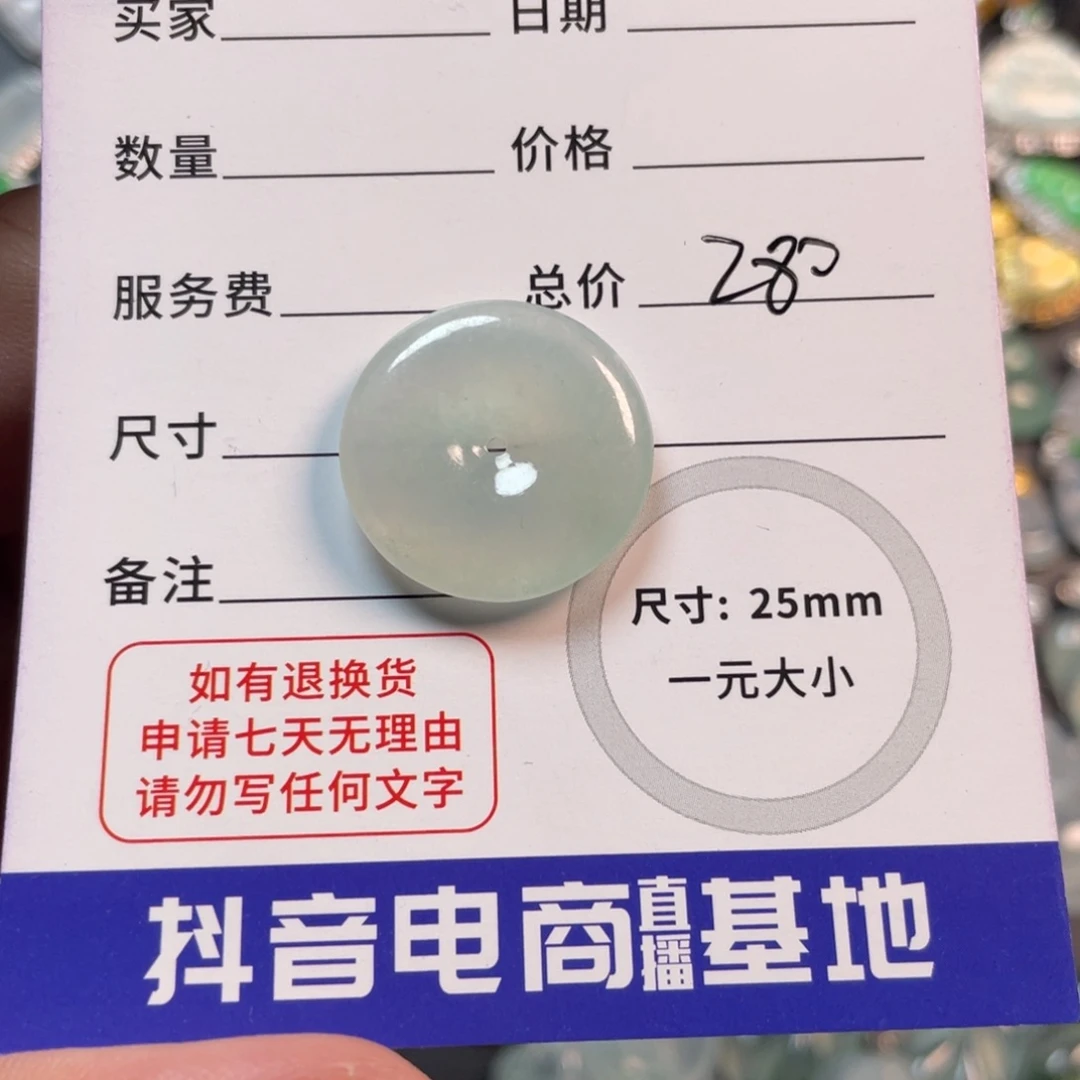 买家 日期
数量 价格
服务费 总价 280
尺寸
备注
尺寸: 25mm
一元大小
如有退换货
申请七天无理由
请勿写任何文字
抖音电商直播基地